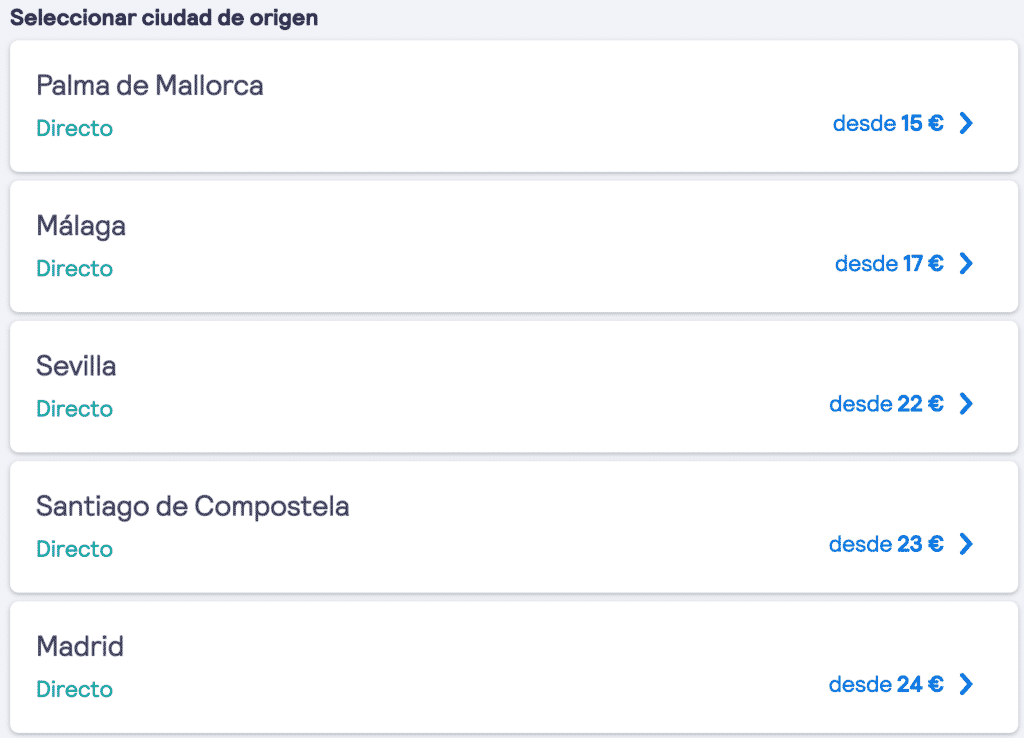 Seleccionar ciudad de origen
Palma de Mallorca
Directo
desde 15 €
Málaga
Directo
desde 17 €
Sevilla
Directo
desde 22 €
Santiago de Compostela
Directo
desde 23 €
Madrid
Directo
desde 24 €